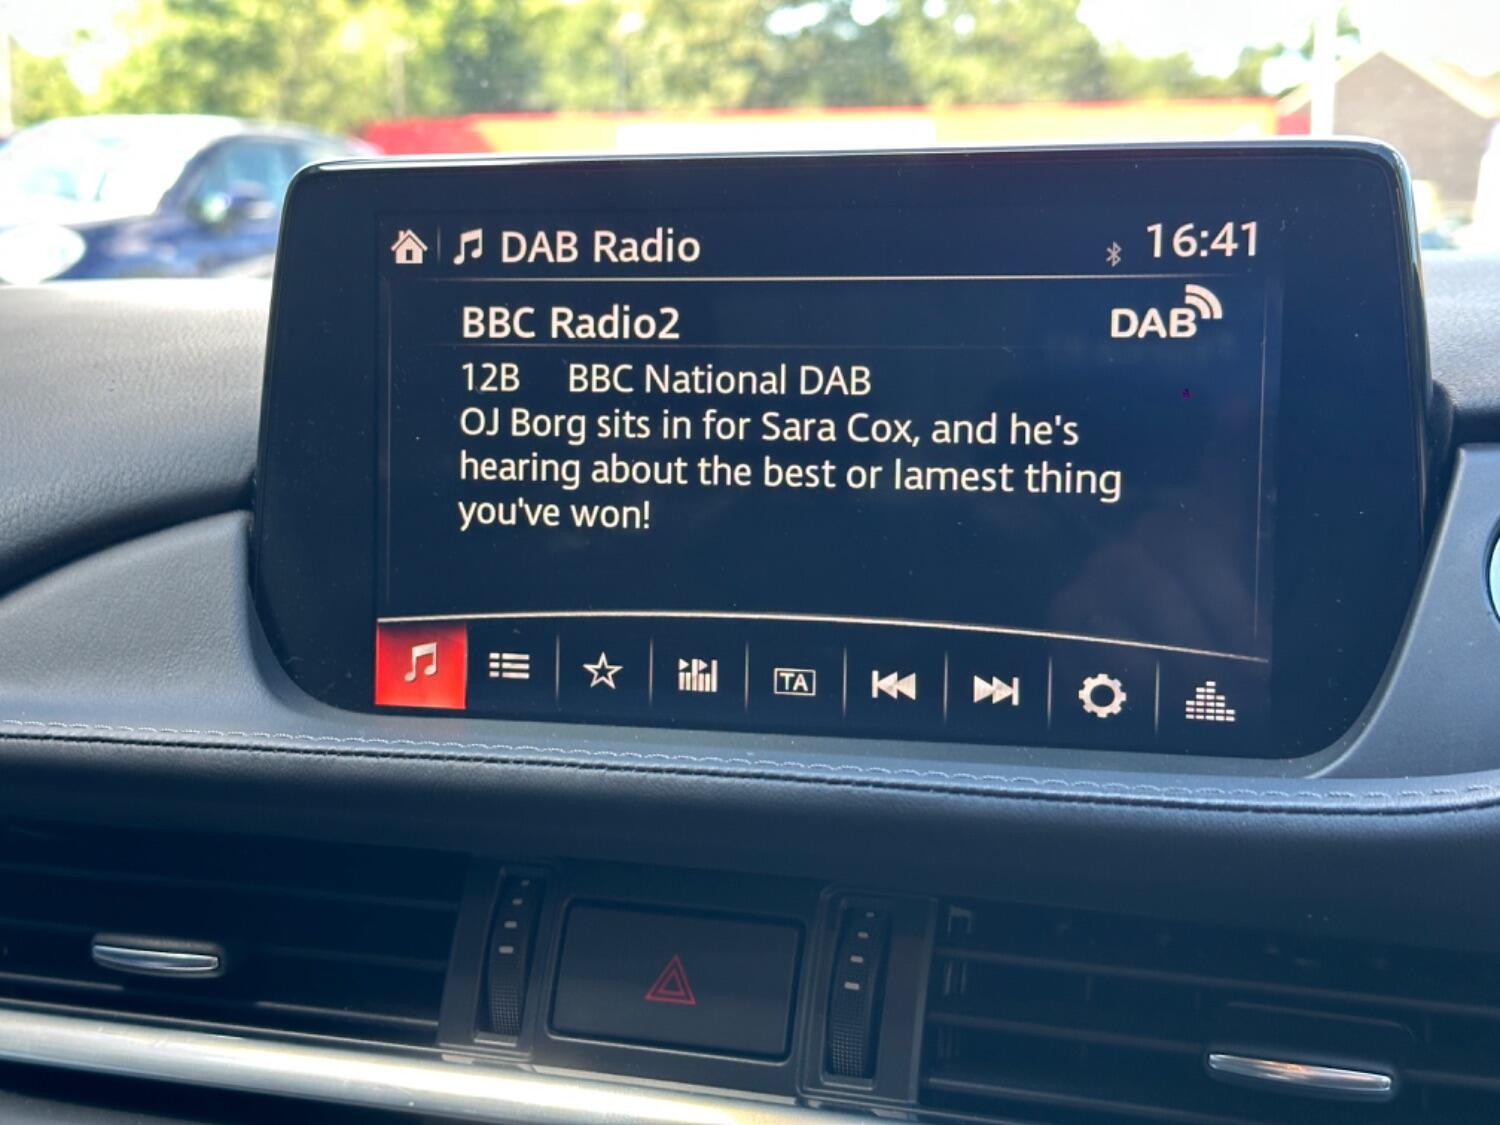 DAB Radio 16:41
BBC Radio2 DAB
12B BBC National DAB
OJ Borg sits in for Sara Cox, and he's
hearing about the best or lamest thing
you've won!
TA